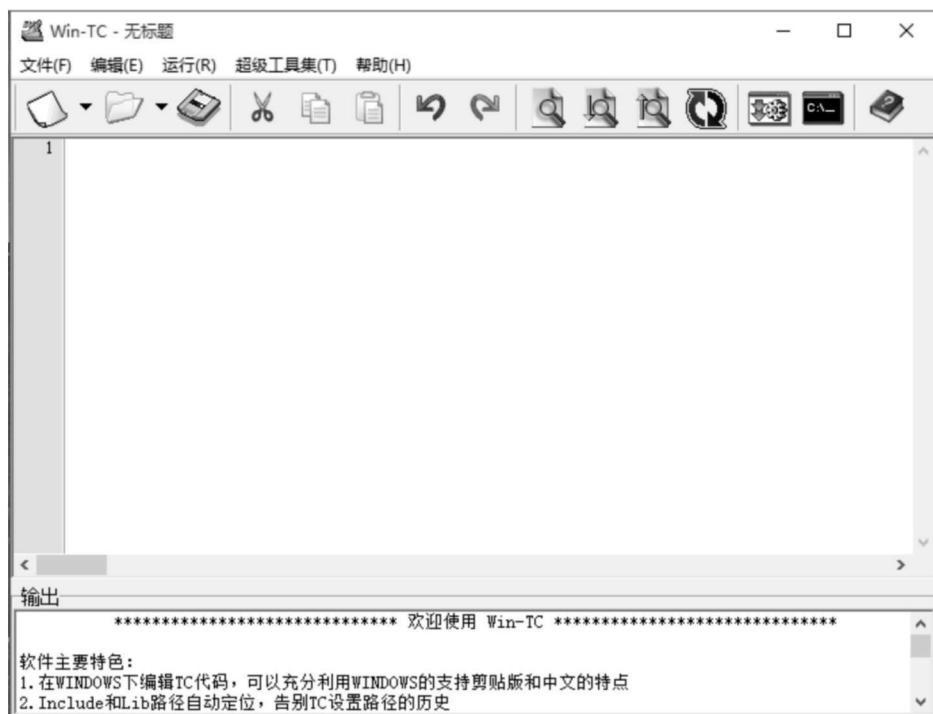 Win-TC - 无标题
文件(F) 编辑(E) 运行(R) 超级工具集(T) 帮助(H)
C:\_
1
输出
****************************** 欢迎使用 Win-TC ******************************
软件主要特色:
1.在WINDOWS下编辑TC代码，可以充分利用WINDOWS的支持剪贴版和中文的特点
2.Include和Lib路径自动定位，告别TC设置路径的历史